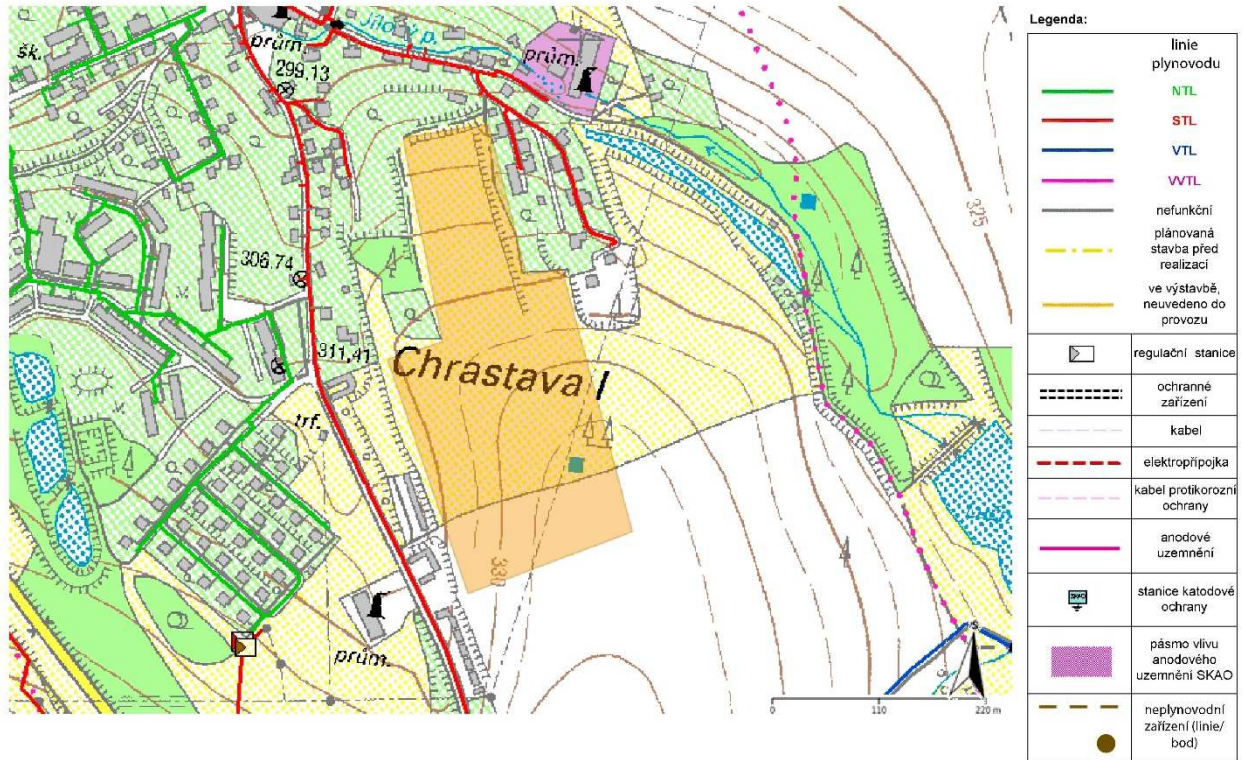 šk.
prům.
299,13
prům.
325
306.74
311,41
Chrastava I
trf.
330
prům.
0 110 220 m
Legenda:
linie
plynovodu
NTL
STL
VTL
VVTL
nefunkční
plánovaná
stavba před
realizací
ve výstavbě,
neuvedeno do
provozu
regulační stanice
ochranné
zařízení
kabel
elektropřípojka
kabel protikorozní
ochrany
anodové
uzemnění
SKAO
stanice katodové
ochrany
pásmo vlivu
anodového
uzemnění SKAO
neplynovodní
zařízení (linie/
bod)